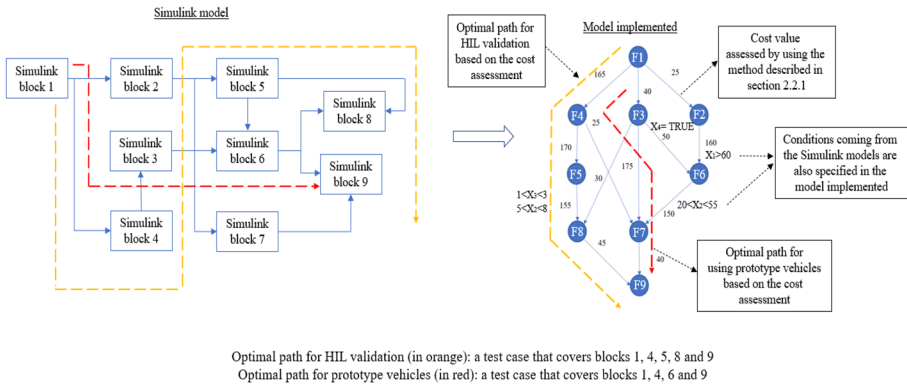 Simulink model
Simulink
block 1
Simulink
block 2
Simulink
block 5
Simulink
block 8
Simulink
block 3
Simulink
block 6
Simulink
block 9
Simulink
block 4
Simulink
block 7
Optimal path for
HIL validation
based on the cost
assessment
Model implemented
F1
165
40
25
Cost value
assessed by using
the method described in
section 2.2.1
F4
F3
F2
25
X4= TRUE
50
160
X1>60
170
Conditions coming from
the Simulink models are
also specified in the
model implemented
F5
30
175
F6
1<X3<3
5<X2<8
155
150
20<X2<55
F8
F7
45
40
F9
Optimal path for
using prototype vehicles
based on the cost
assessment
Optimal path for HIL validation (in orange): a test case that covers blocks 1, 4, 5, 8 and 9
Optimal path for prototype vehicles (in red): a test case that covers blocks 1, 4, 6 and 9